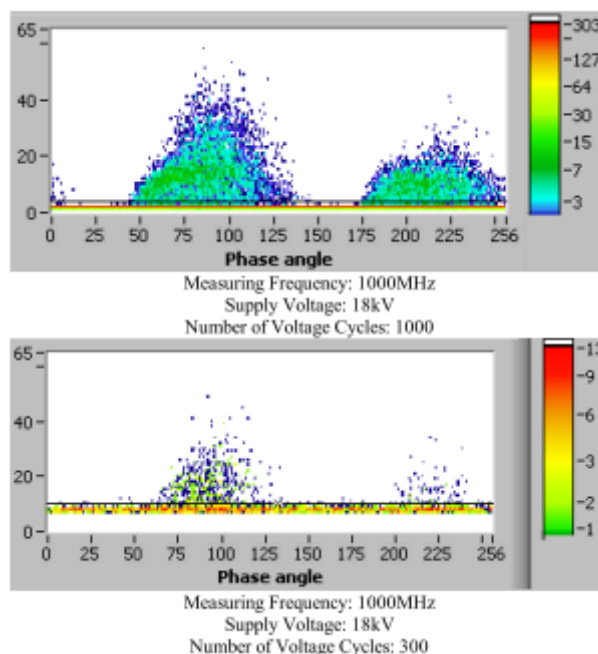 65
40
20
0
0 25 50 75 100 125 150 175 200 225 256
Phase angle
303
127
64
30
15
7
3
Measuring Frequency: 1000MHz
Supply Voltage: 18kV
Number of Voltage Cycles: 1000
65
40
20
0
0 25 50 75 100 125 150 175 200 225 256
Phase angle
9
6
3
2
1
Measuring Frequency: 1000MHz
Supply Voltage: 18kV
Number of Voltage Cycles: 300